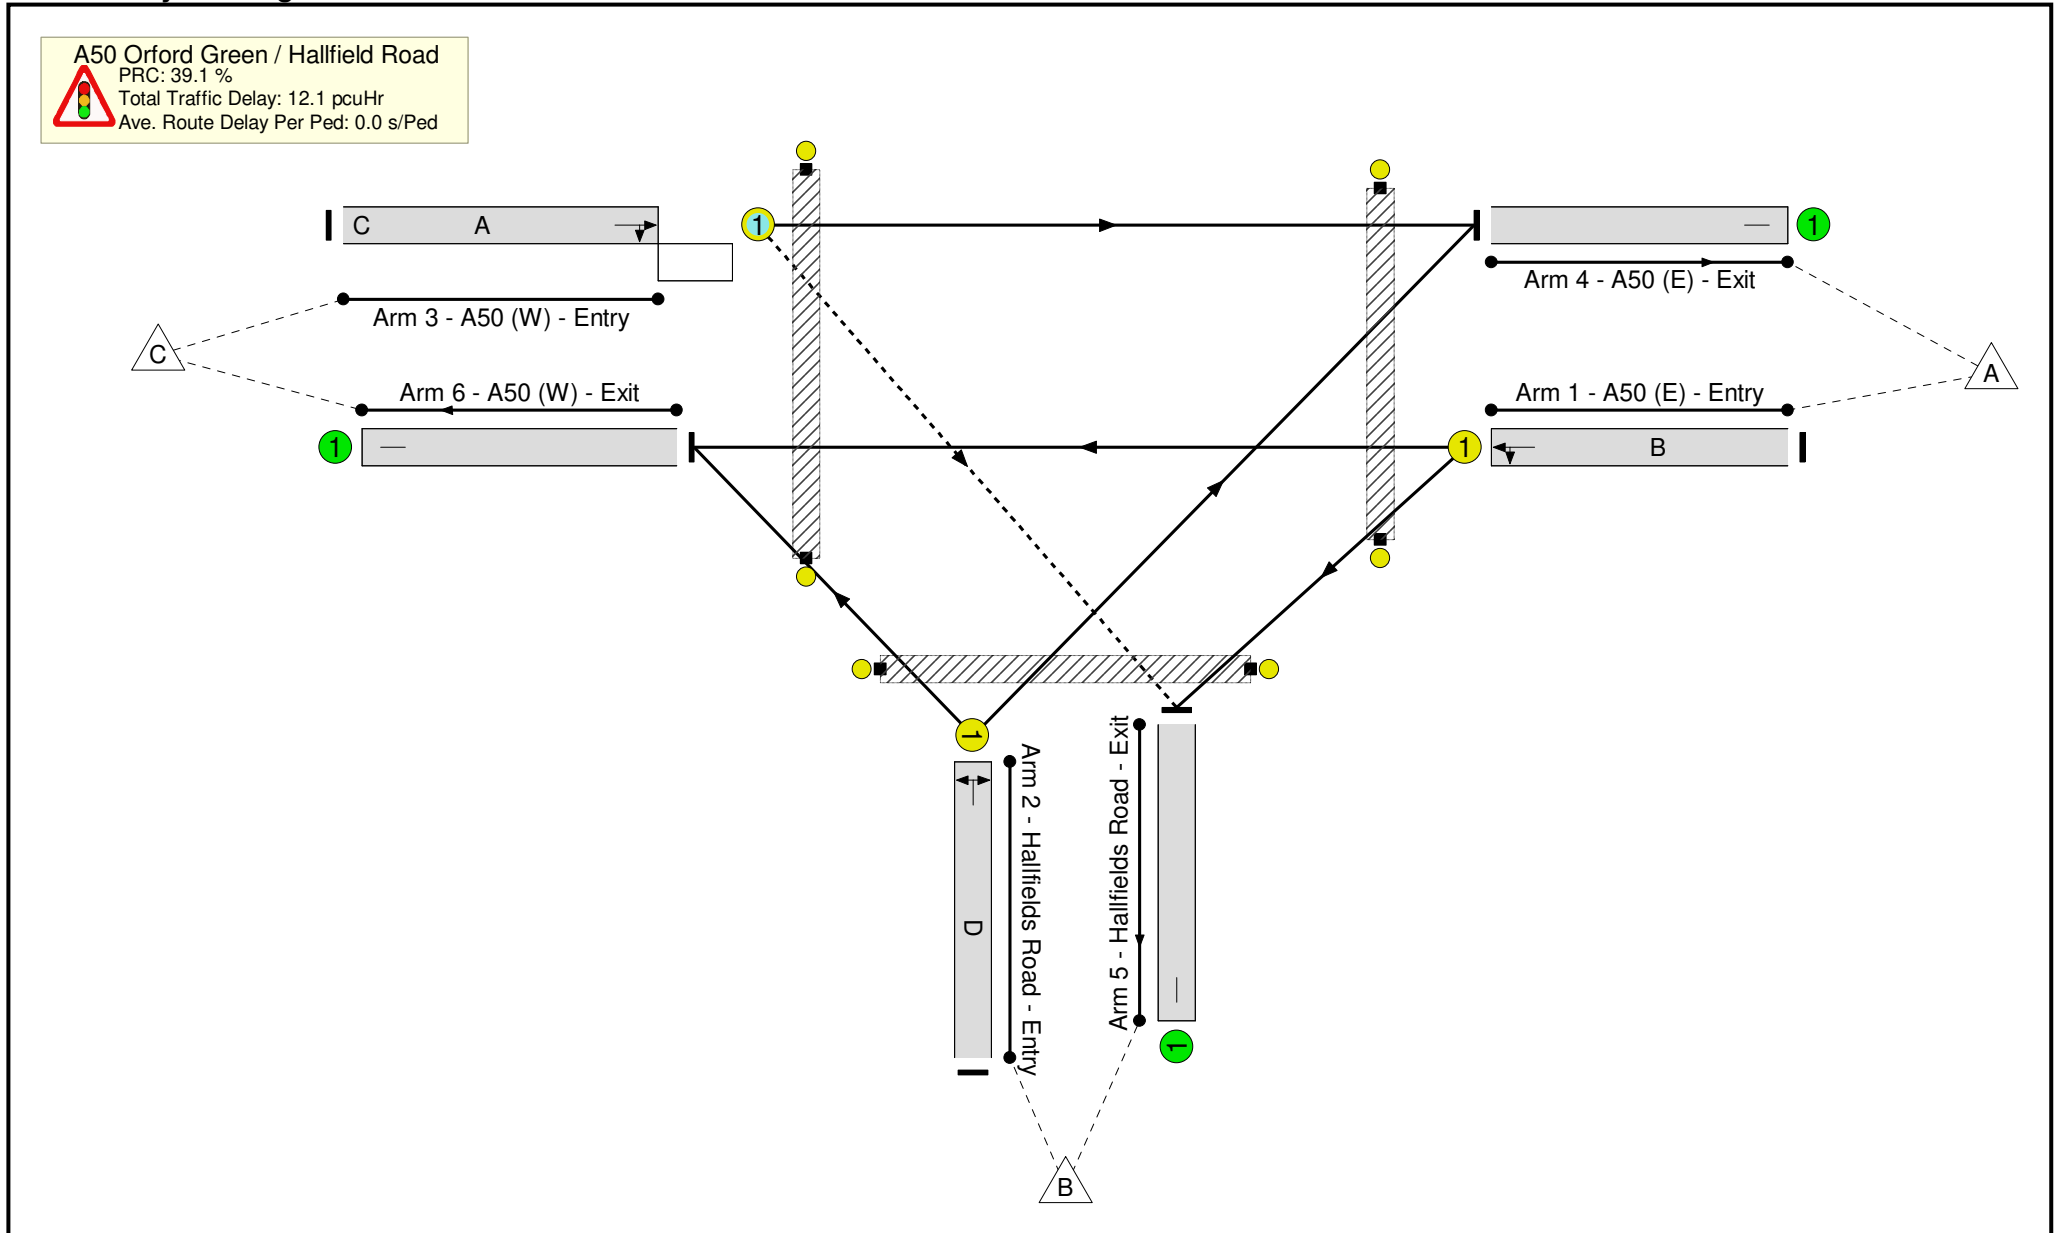 A50 Orford Green / Hallfield Road
PRC: 39.1 %
Total Traffic Delay: 12.1 pcuHr
Ave. Route Delay Per Ped: 0.0 s/Ped
C A
1
1
Arm 4 - A50 (E) - Exit
Arm 3 - A50 (W) - Entry
C
A
Arm 6 - A50 (W) - Exit
Arm 1 - A50 (E) - Entry
1
1
B
1
Arm 2 - Hallfields Road - Entry
Arm 5 - Hallfields Road - Exit
D
1
B